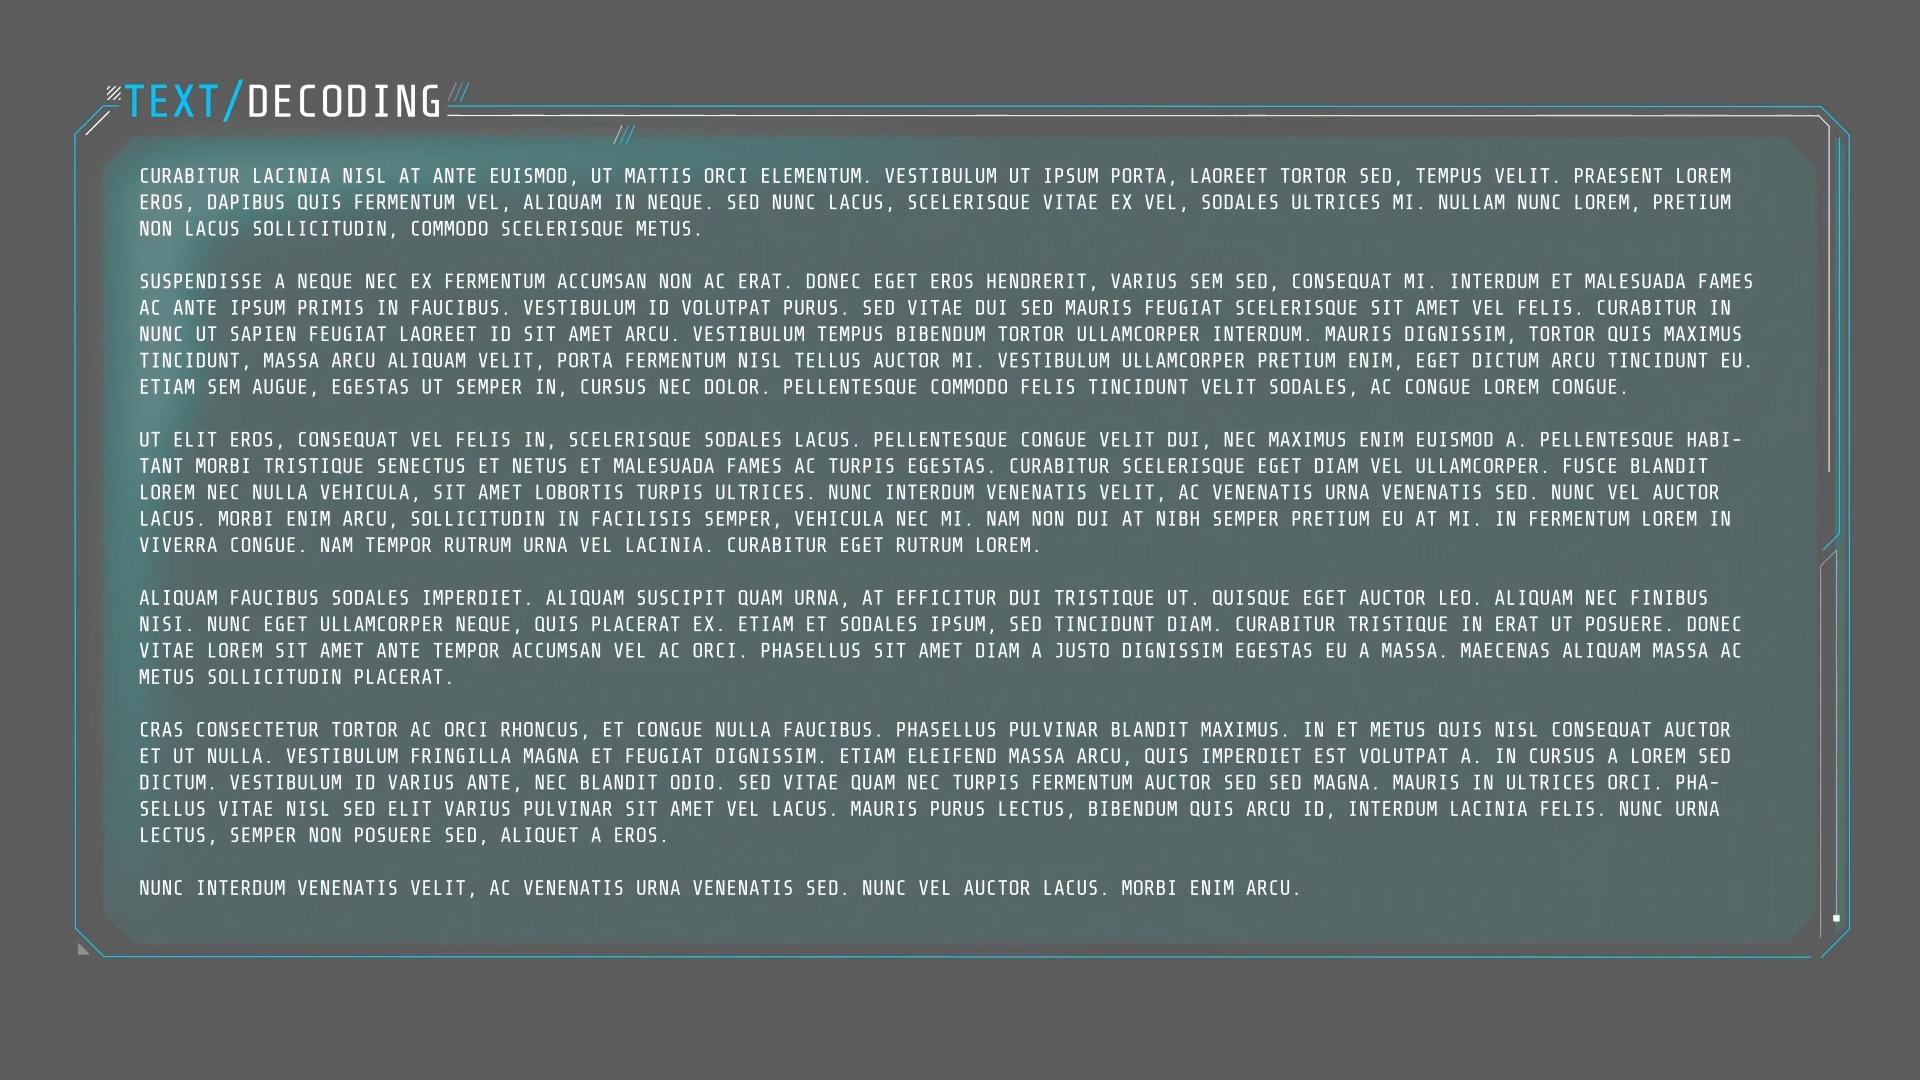 TEXT/DECODING
CURABITUR LACINIA NISL AT ANTE EUISMOD, UT MATTIS ORCI ELEMENTUM. VESTIBULUM UT IPSUM PORTA, LAOREET TORTOR SED, TEMPUS VELIT. PRAESENT LOREM
EROS, DAPIBUS QUIS FERMENTUM VEL, ALIQUAM IN NEQUE. SED NUNC LACUS, SCELERISQUE VITAE EX VEL, SODALES ULTRICES MI. NULLAM NUNC LOREM, PRETIUM
NON LACUS SOLLICITUDIN, COMMODO SCELERISQUE METUS.
SUSPENDISSE A NEQUE NEC EX FERMENTUM ACCUMSAN NON AC ERAT. DONEC EGET EROS HENDRERIT, VARIUS SEM SED, CONSEQUAT MI. INTERDUM ET MALESUADA FAMES
AC ANTE IPSUM PRIMIS IN FAUCIBUS. VESTIBULUM ID VOLUTPAT PURUS. SED VITAE DUI SED MAURIS FEUGIAT SCELERISQUE SIT AMET VEL FELIS. CURABITUR IN
NUNC UT SAPIEN FEUGIAT LAOREET ID SIT AMET ARCU. VESTIBULUM TEMPUS BIBENDUM TORTOR ULLAMCORPER INTERDUM. MAURIS DIGNISSIM, TORTOR QUIS MAXIMUS
TINCIDUNT, MASSA ARCU ALIQUAM VELIT, PORTA FERMENTUM NISL TELLUS AUCTOR MI. VESTIBULUM ULLAMCORPER PRETIUM ENIM, EGET DICTUM ARCU TINCIDUNT EU.
ETIAM SEM AUGUE, EGESTAS UT SEMPER IN, CURSUS NEC DOLOR. PELLENTESQUE COMMODO FELIS TINCIDUNT VELIT SODALES, AC CONGUE LOREM CONGUE.
UT ELIT EROS, CONSEQUAT VEL FELIS IN, SCELERISQUE SODALES LACUS. PELLENTESQUE CONGUE VELIT DUI, NEC MAXIMUS ENIM EUISMOD A. PELLENTESQUE HABI-
TANT MORBI TRISTIQUE SENECTUS ET NETUS ET MALESUADA FAMES AC TURPIS EGESTAS. CURABITUR SCELERISQUE EGET DIAM VEL ULLAMCORPER. FUSCE BLANDIT
LOREM NEC NULLA VEHICULA, SIT AMET LOBORTIS TURPIS ULTRICES. NUNC INTERDUM VENENATIS VELIT, AC VENENATIS URNA VENENATIS SED. NUNC VEL AUCTOR
LACUS. MORBI ENIM ARCU, SOLLICITUDIN IN FACILISIS SEMPER, VEHICULA NEC MI. NAM NON DUI AT NIBH SEMPER PRETIUM EU AT MI. IN FERMENTUM LOREM IN
VIVERRA CONGUE. NAM TEMPOR RUTRUM URNA VEL LACINIA. CURABITUR EGET RUTRUM LOREM.
ALIQUAM FAUCIBUS SODALES IMPERDIET. ALIQUAM SUSCIPIT QUAM URNA, AT EFFICITUR DUI TRISTIQUE UT. QUISQUE EGET AUCTOR LEO. ALIQUAM NEC FINIBUS
NISI. NUNC EGET ULLAMCORPER NEQUE, QUIS PLACERAT EX. ETIAM ET SODALES IPSUM, SED TINCIDUNT DIAM. CURABITUR TRISTIQUE IN ERAT UT POSUERE. DONEC
VITAE LOREM SIT AMET ANTE TEMPOR ACCUMSAN VEL AC ORCI. PHASELLUS SIT AMET DIAM A JUSTO DIGNISSIM EGESTAS EU A MASSA. MAECENAS ALIQUAM MASSA AC
METUS SOLLICITUDIN PLACERAT.
CRAS CONSECTETUR TORTOR AC ORCI RHONCUS, ET CONGUE NULLA FAUCIBUS. PHASELLUS PULVINAR BLANDIT MAXIMUS. IN ET METUS QUIS NISL CONSEQUAT AUCTOR
ET UT NULLA. VESTIBULUM FRINGILLA MAGNA ET FEUGIAT DIGNISSIM. ETIAM ELEIFEND MASSA ARCU, QUIS IMPERDIET EST VOLUTPAT A. IN CURSUS A LOREM SED
DICTUM. VESTIBULUM ID VARIUS ANTE, NEC BLANDIT ODIO. SED VITAE QUAM NEC TURPIS FERMENTUM AUCTOR SED SED MAGNA. MAURIS IN ULTRICES ORCI. PHA-
SELLUS VITAE NISL SED ELIT VARIUS PULVINAR SIT AMET VEL LACUS. MAURIS PURUS LECTUS, BIBENDUM QUIS ARCU ID, INTERDUM LACINIA FELIS. NUNC URNA
LECTUS, SEMPER NON POSUERE SED, ALIQUET A EROS.
NUNC INTERDUM VENENATIS VELIT, AC VENENATIS URNA VENENATIS SED. NUNC VEL AUCTOR LACUS. MORBI ENIM ARCU.